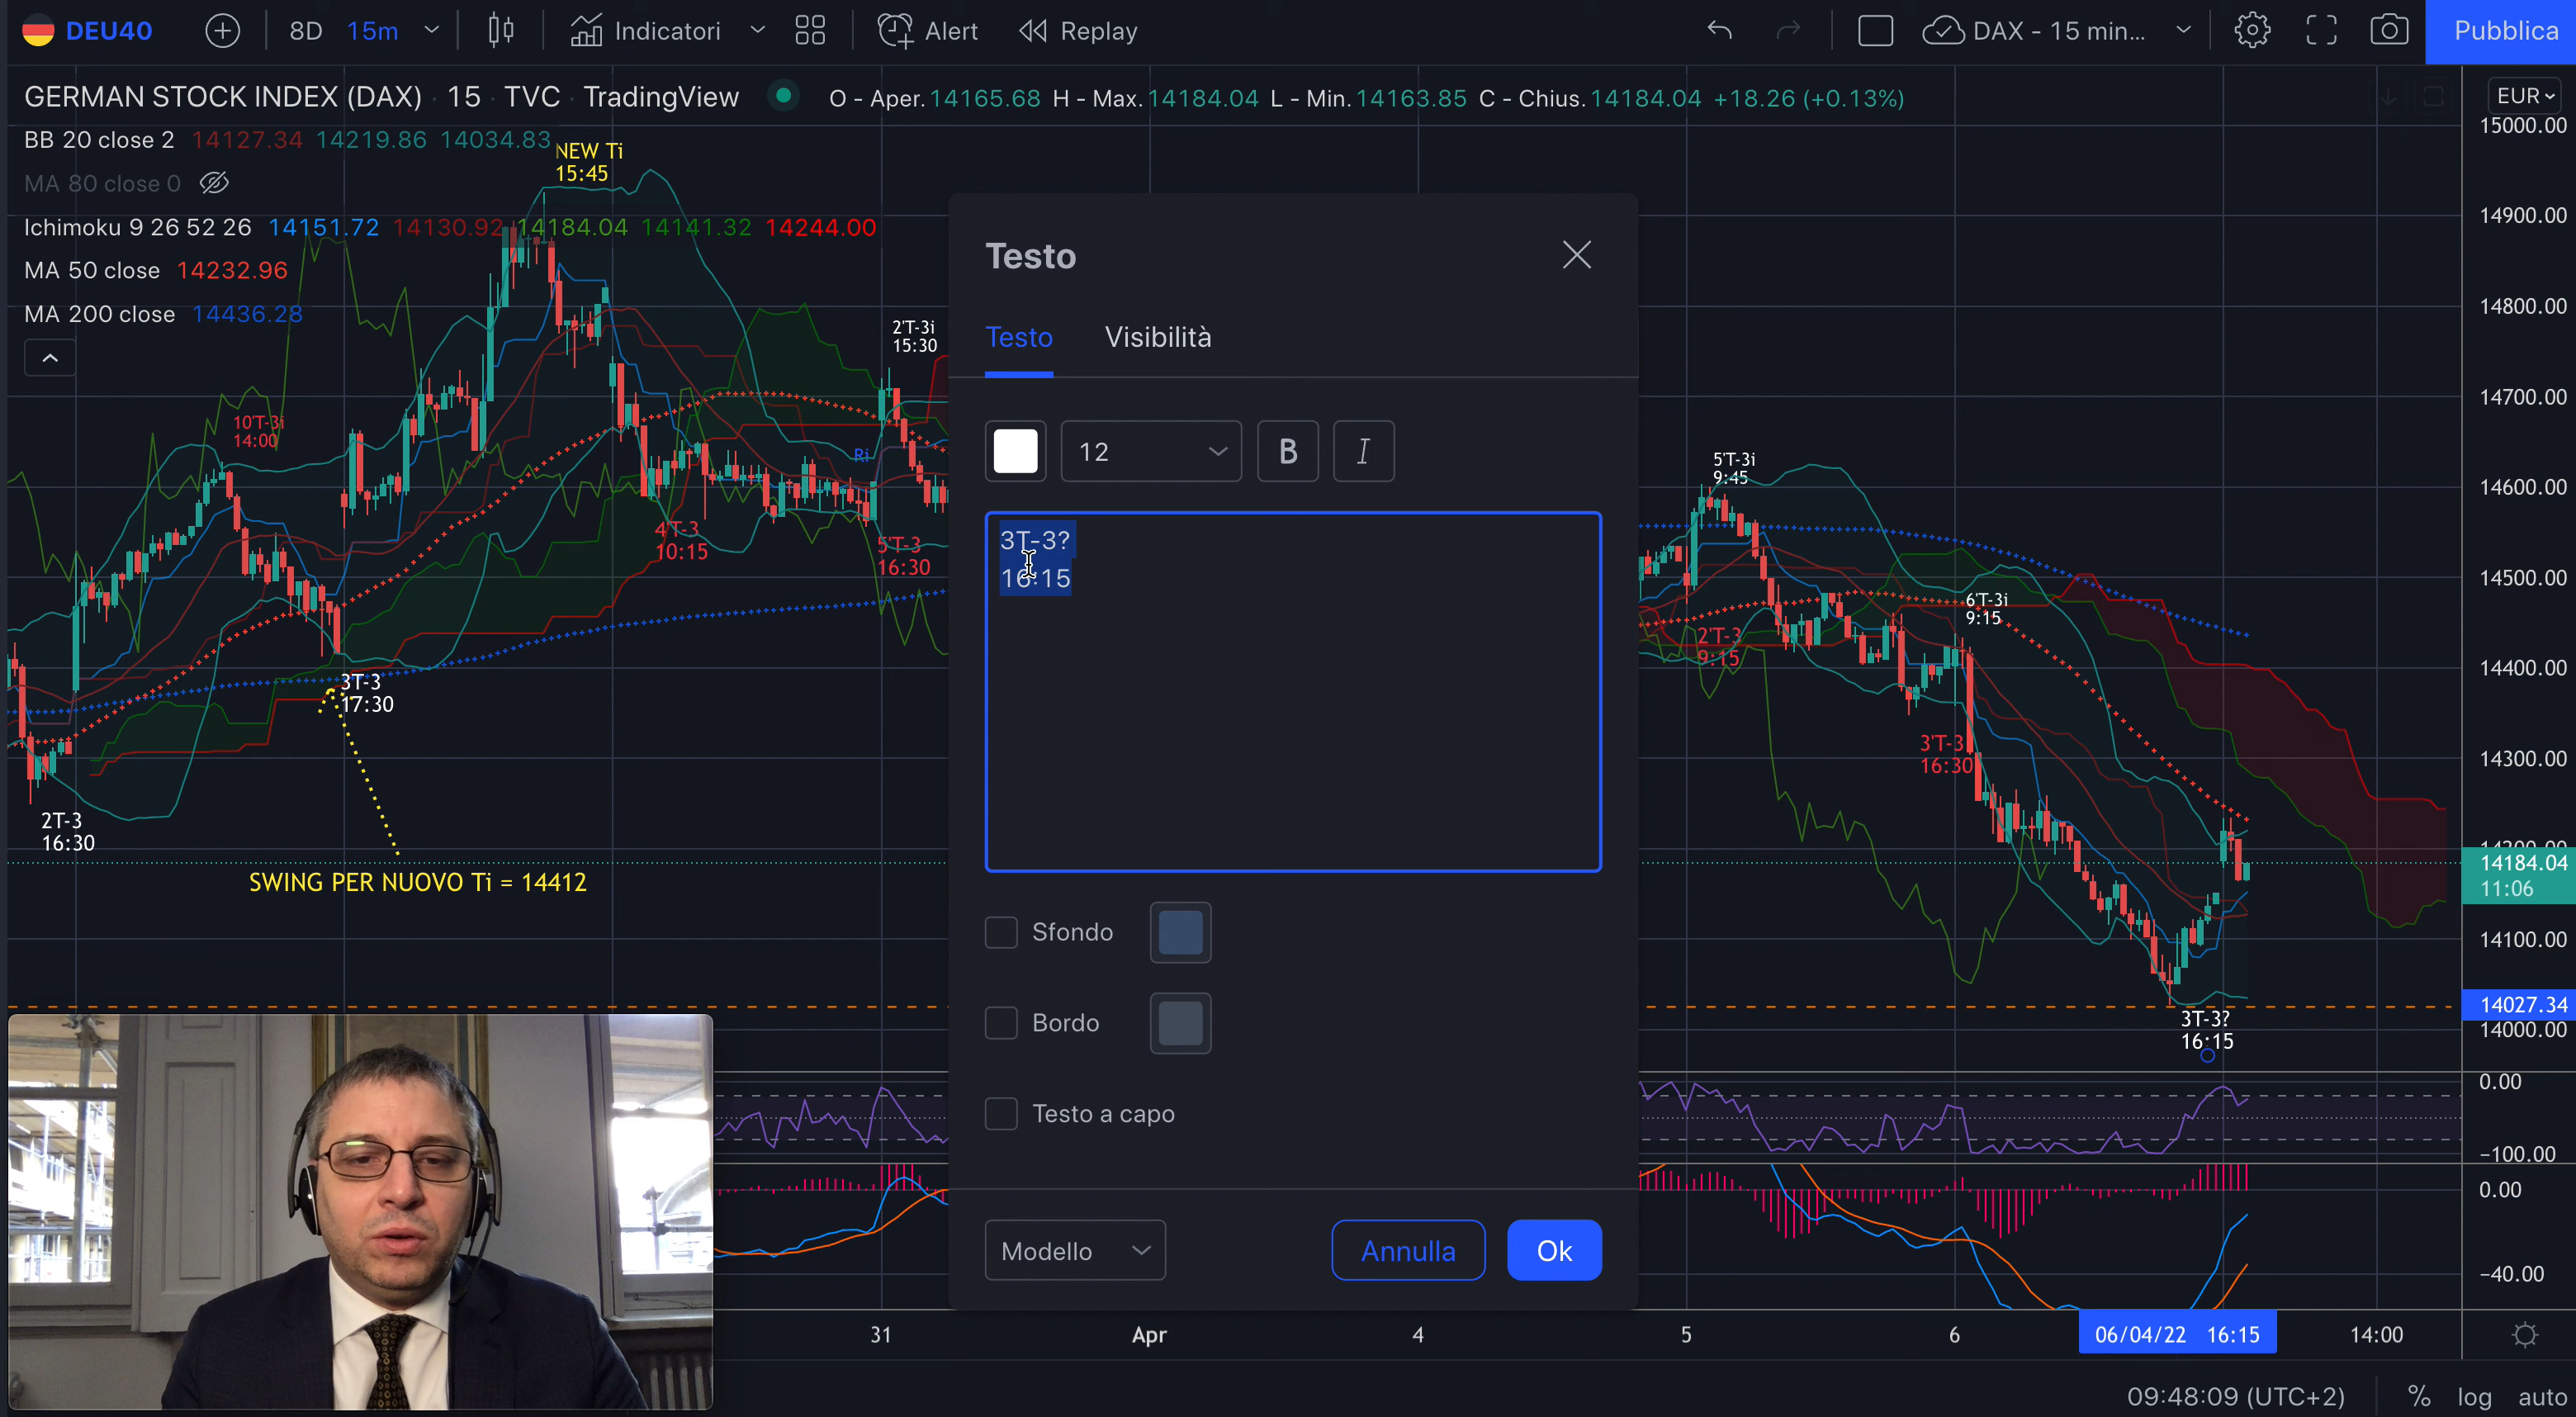 DEU40 8D 15m Indicatori Alert Replay DAX - 15 min... Pubblica
GERMAN STOCK INDEX (DAX) · 15 · TVC · TradingView O - Aper.14165.68 H - Max.14184.04 L - Min.14163.85 C - Chius.14184.04 +18.26 (+0.13%)
EUR
BB 20 close 2 14127.34 14219.86 14034.83
MA 80 close 0
Ichimoku 9 26 52 26 14151.72 14130.92 14184.04 14141.32 14244.00
MA 50 close 14232.96
MA 200 close 14436.28
NEW Ti
15:45
10'T-3i
14:00
2'T-3i
15:30
Ri
4'T-3
10:15
5'T-3
16:30
3T-3
17:30
2T-3
16:30
SWING PER NUOVO Ti = 14412
Testo
Testo Visibilità
12 B I
3T-3?
16:15
Sfondo
Bordo
Testo a capo
Modello Annulla Ok
5'T-3i
9:45
2'T-3
9:15
6'T-3i
9:15
3'T-3
16:30
3T-3?
16:15
15000.00
14900.00
14800.00
14700.00
14600.00
14500.00
14400.00
14300.00
14184.04
11:06
14100.00
14027.34
14000.00
0.00
−100.00
0.00
−40.00
31 Apr 4 5 6 06/04/22 16:15 14:00
09:48:09 (UTC+2) % log auto